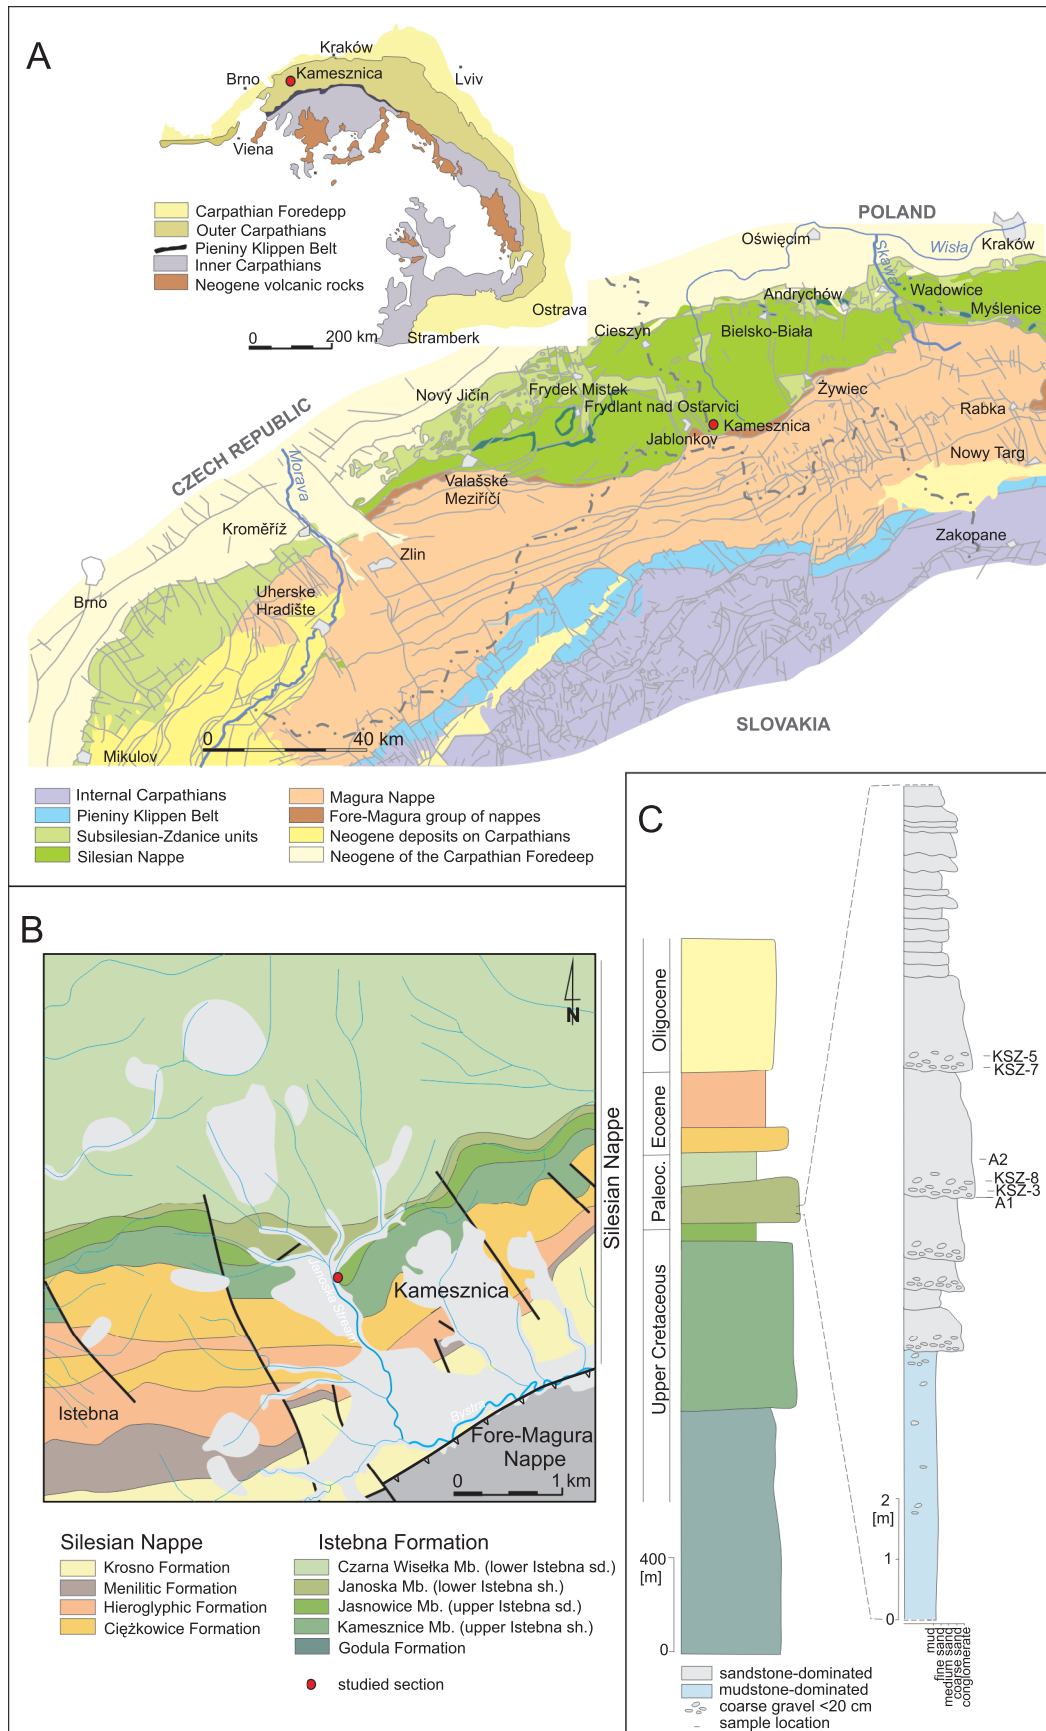 A
Kraków
Brno
Kamesznica
Lviv
Viena
Carpathian Foredepp
Outer Carpathians
Pieniny Klippen Belt
Inner Carpathians
Neogene volcanic rocks
0
200 km
Ostrava
Stramberk
POLAND
Oświęcim
Skawa
Wisła
Kraków
Andrychów
Wadowice
Myślenice
Cieszyn
Bielsko-Biała
Nový Jičín
Frydek Mistek
Frydlant nad Ostarvici
Żywiec
Rabka
Kamesznica
Jablonkov
CZECH REPUBLIC
Morava
Nowy Targ
Valašské
Meziříčí
Kroměříž
Zlin
Zakopane
Brno
Uherske
Hradište
SLOVAKIA
0
40 km
Mikulov
Internal Carpathians
Pieniny Klippen Belt
Subsilesian-Zdanice units
Silesian Nappe
Magura Nappe
Fore-Magura group of nappes
Neogene deposits on Carpathians
Neogene of the Carpathian Foredeep
B
N
Silesian Nappe
Janoska Stream
Kamesznica
Istebna
Bystra
Fore-Magura
Nappe
0
1 km
Silesian Nappe
Krosno Formation
Menilitic Formation
Hieroglyphic Formation
Ciężkowice Formation
Istebna Formation
Czarna Wisełka Mb. (lower Istebna sd.)
Janoska Mb. (lower Istebna sh.)
Jasnowice Mb. (upper Istebna sd.)
Kamesznice Mb. (upper Istebna sh.)
Godula Formation
studied section
C
Oligocene
Eocene
Paleoc.
Upper Cretaceous
400
[m]
0
KSZ-5
KSZ-7
A2
KSZ-8
KSZ-3
A1
2
[m]
1
0
mud
fine sand
medium sand
coarse sand
conglomerate
sandstone-dominated
mudstone-dominated
coarse gravel <20 cm
sample location